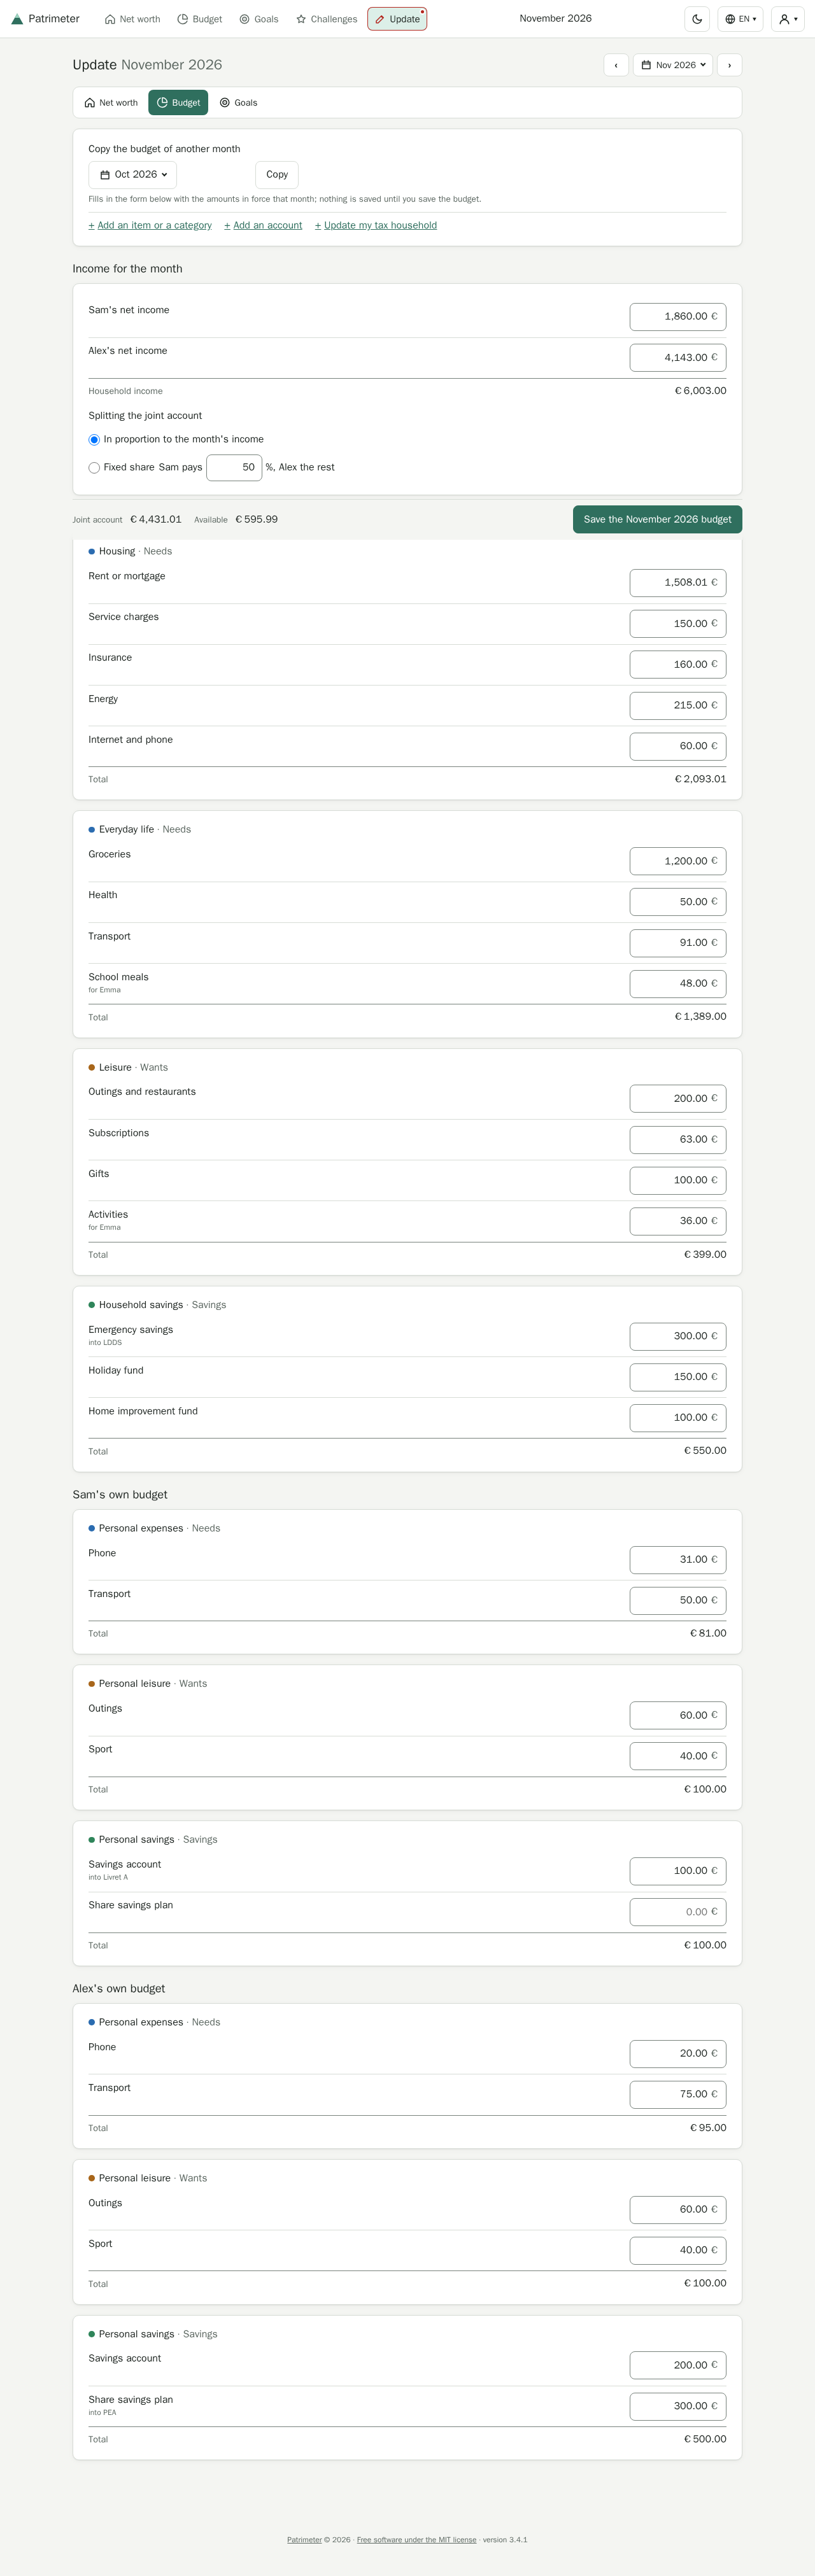 Patrimeter
Net worth
Budget
Goals
Challenges
Update
November 2026
EN
Update November 2026
Nov 2026
Net worth
Budget
Goals
Copy the budget of another month
Oct 2026
Copy
Fills in the form below with the amounts in force that month; nothing is saved until you save the budget.
+ Add an item or a category + Add an account + Update my tax household
Income for the month
Sam's net income 1,860.00 €
Alex's net income 4,143.00 €
Household income € 6,003.00
Splitting the joint account
In proportion to the month's income
Fixed share Sam pays 50 %, Alex the rest
Joint account € 4,431.01 Available € 595.99 Save the November 2026 budget
Housing · Needs
Rent or mortgage 1,508.01 €
Service charges 150.00 €
Insurance 160.00 €
Energy 215.00 €
Internet and phone 60.00 €
Total € 2,093.01
Everyday life · Needs
Groceries 1,200.00 €
Health 50.00 €
Transport 91.00 €
School meals 48.00 €
for Emma
Total € 1,389.00
Leisure · Wants
Outings and restaurants 200.00 €
Subscriptions 63.00 €
Gifts 100.00 €
Activities 36.00 €
for Emma
Total € 399.00
Household savings · Savings
Emergency savings 300.00 €
into LDDS
Holiday fund 150.00 €
Home improvement fund 100.00 €
Total € 550.00
Sam's own budget
Personal expenses · Needs
Phone 31.00 €
Transport 50.00 €
Total € 81.00
Personal leisure · Wants
Outings 60.00 €
Sport 40.00 €
Total € 100.00
Personal savings · Savings
Savings account 100.00 €
into Livret A
Share savings plan 0.00 €
Total € 100.00
Alex's own budget
Personal expenses · Needs
Phone 20.00 €
Transport 75.00 €
Total € 95.00
Personal leisure · Wants
Outings 60.00 €
Sport 40.00 €
Total € 100.00
Personal savings · Savings
Savings account 200.00 €
Share savings plan 300.00 €
into PEA
Total € 500.00
Patrimeter © 2026 · Free software under the MIT license · version 3.4.1